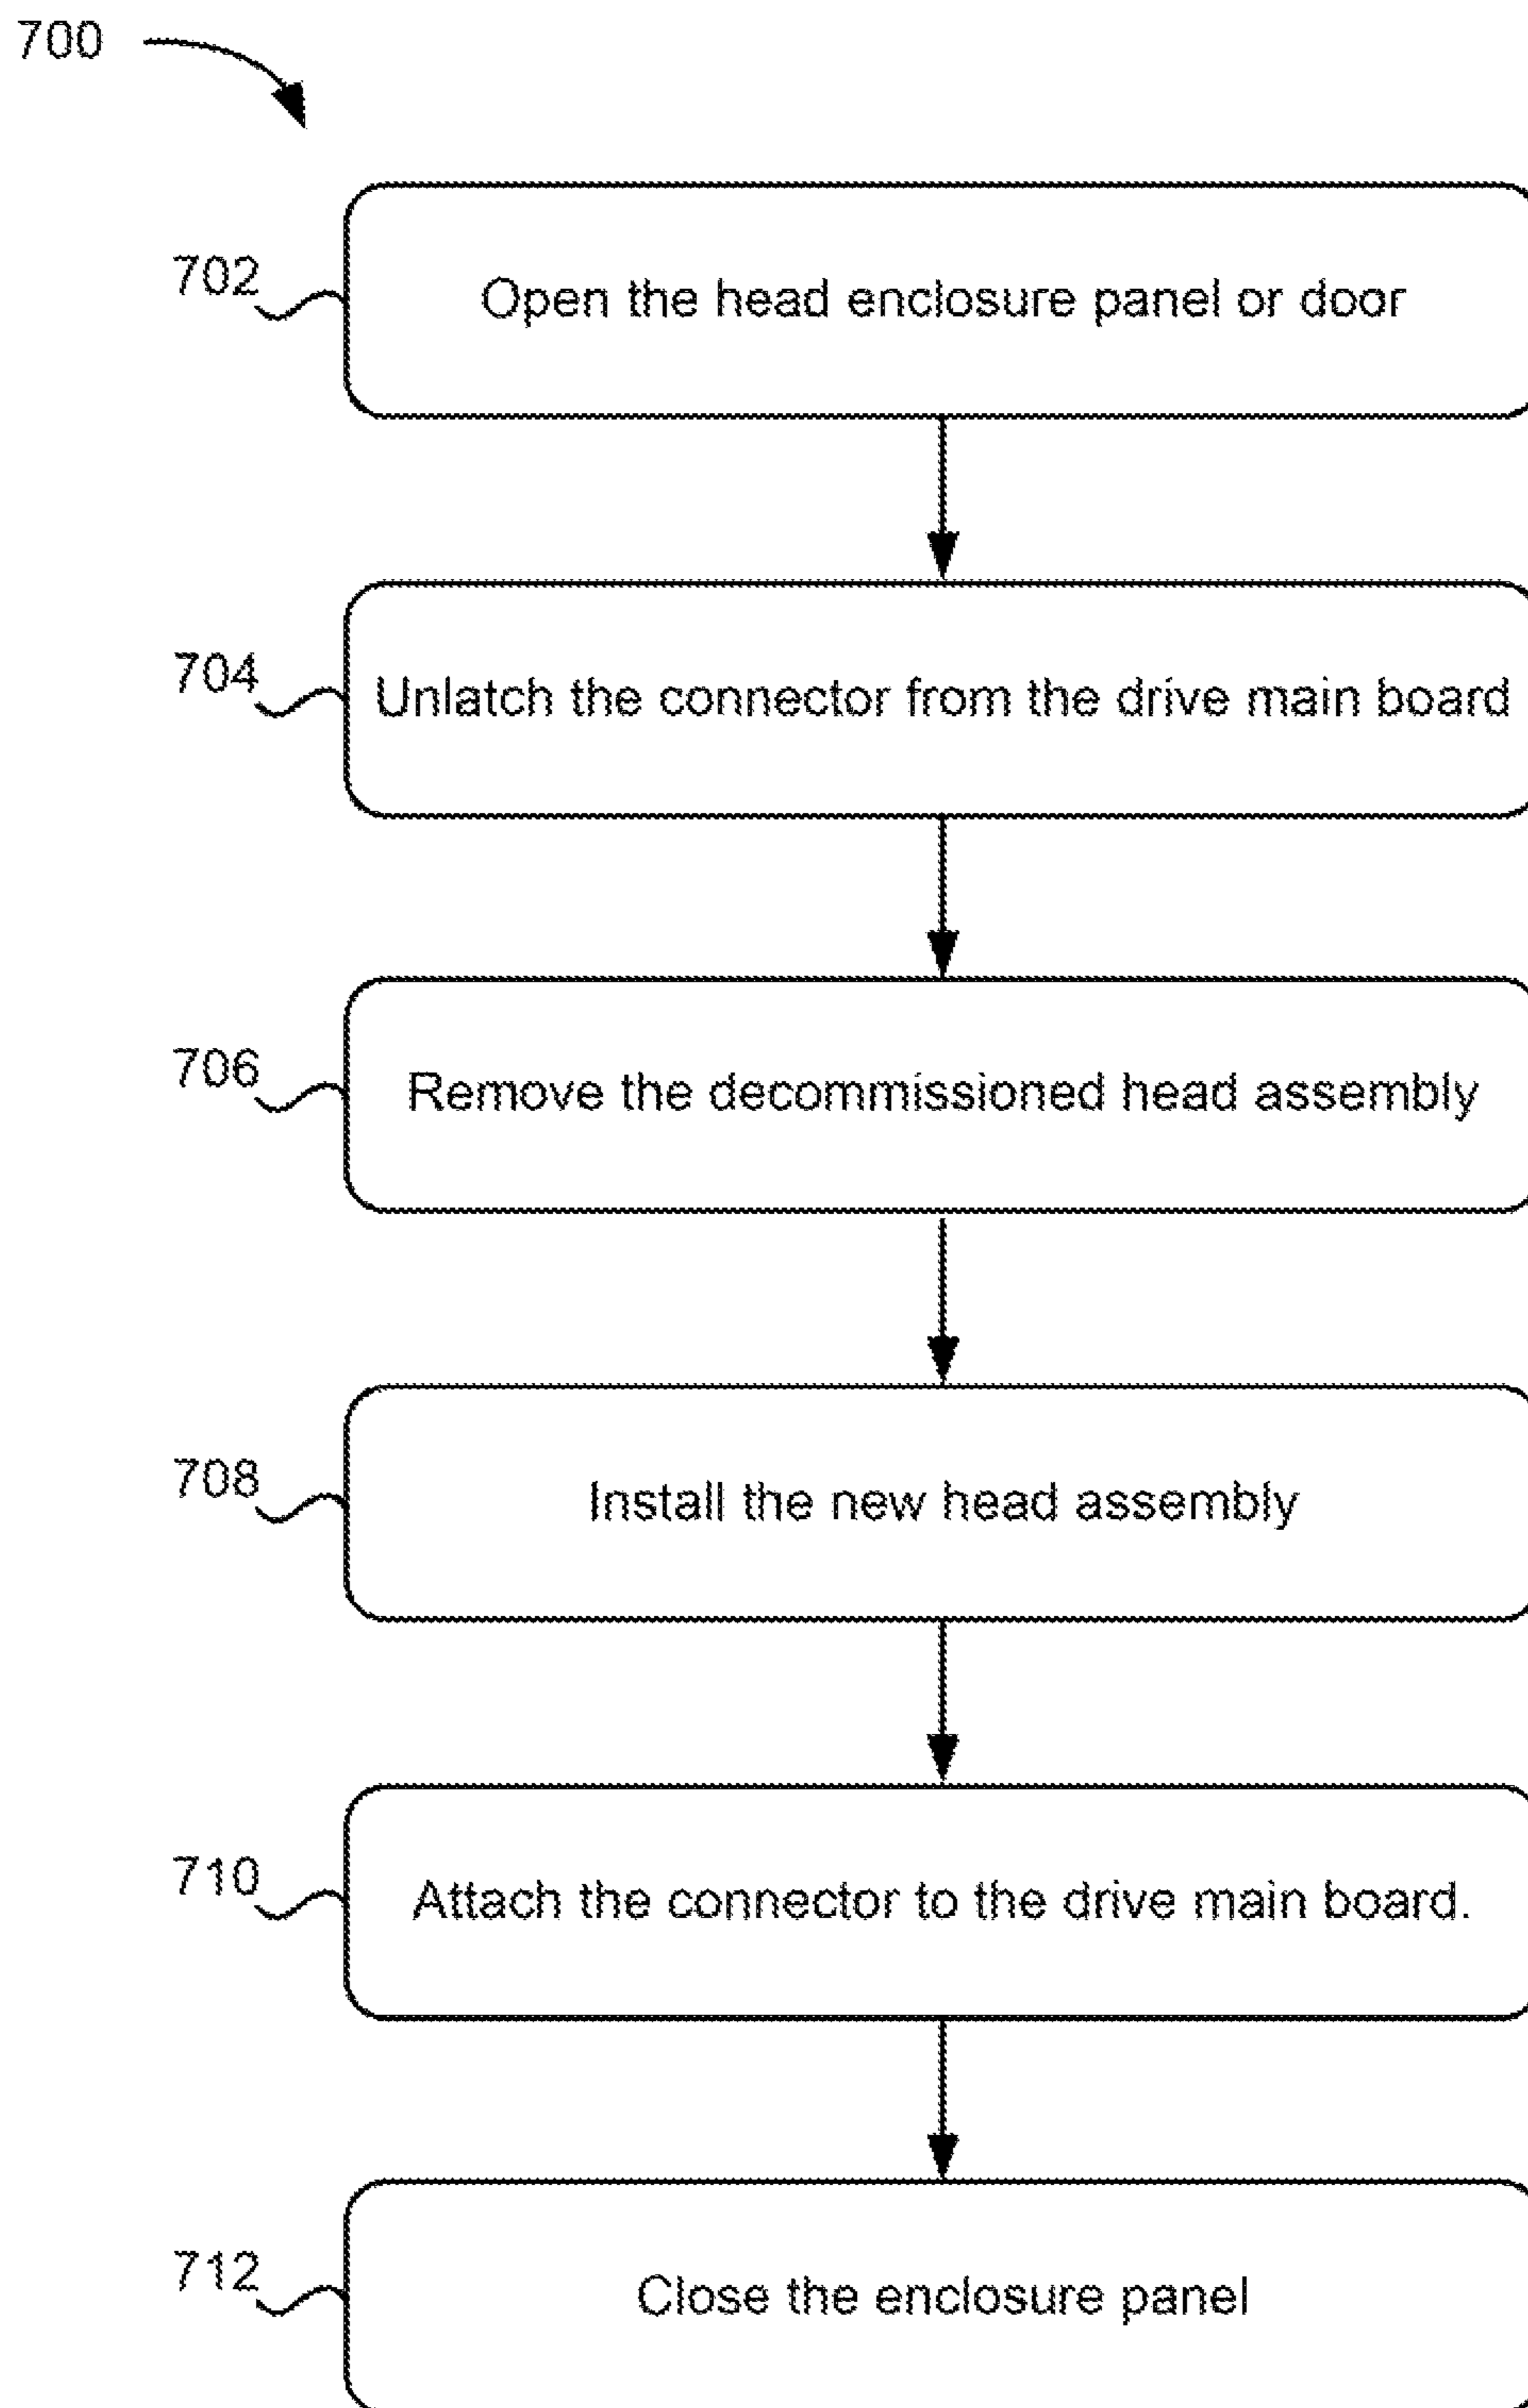 700
702
Open the head enclosure panel or door
704
Unlatch the connector from the drive main board
706
Remove the decommissioned head assembly
708
Install the new head assembly
710
Attach the connector to the drive main board.
712
Close the enclosure panel